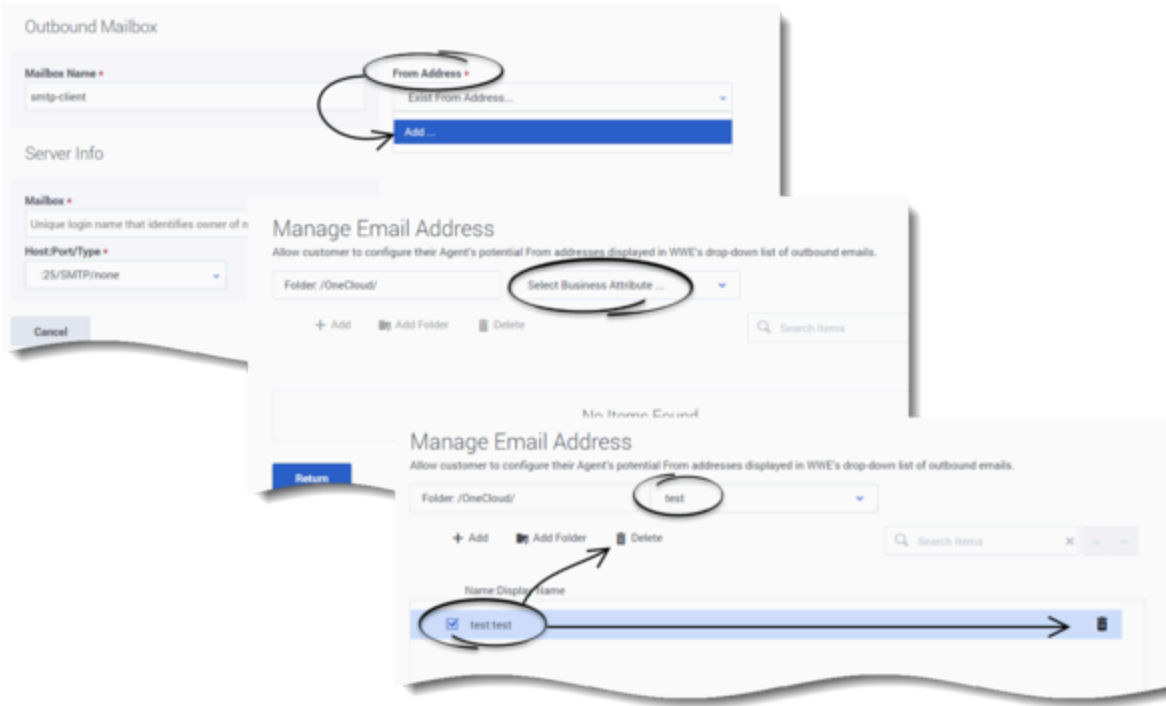 Outbound Mailbox
Mailbox Name * From Address *
smtp-client Exist From Address...
Add ...
Server Info
Mailbox *
Unique login name that identifies owner of
Host:Port/Type *
:25/SMTP/none
Cancel
Manage Email Address
Allow customer to configure their Agent's potential From addresses displayed in WWE's drop-down list of outbound emails.
Folder: /OneCloud/ Select Business Attribute ...
+ Add Add Folder Delete Search Items
No Items Found
Return
Manage Email Address
Allow customer to configure their Agent's potential From addresses displayed in WWE's drop-down list of outbound emails.
Folder: /OneCloud/ test
+ Add Add Folder Delete Search Items
Name Display Name
test test